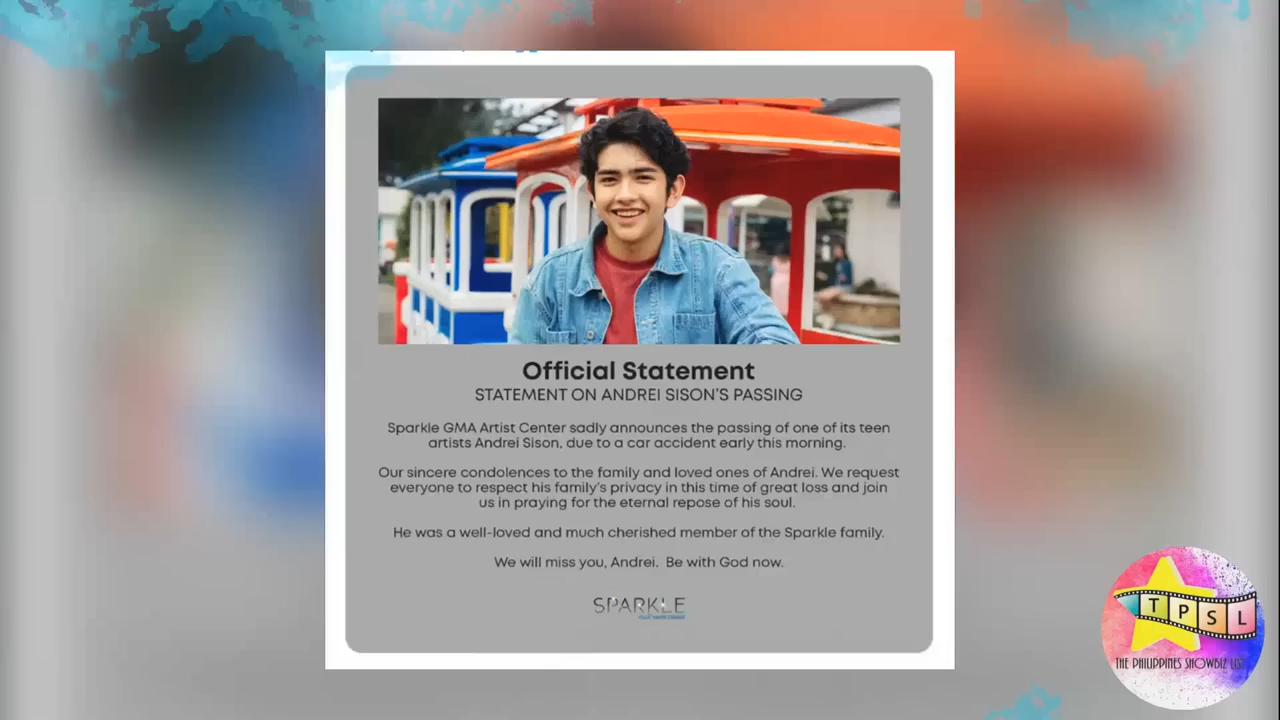 Official Statement
STATEMENT ON ANDREI SISON'S PASSING
Sparkle GMA Artist Center sadly announces the passing of one of its teen
artists Andrei Sison, due to a car accident early this morning.
Our sincere condolences to the family and loved ones of Andrei. We request
everyone to respect his family's privacy in this time of great loss and join
us in praying for the eternal repose of his soul.
He was a well-loved and much cherished member of the Sparkle family.
We will miss you, Andrei.  Be with God now.
SPARKLE
TPSL
THE PHILIPPINES SHOWBIZ LIST